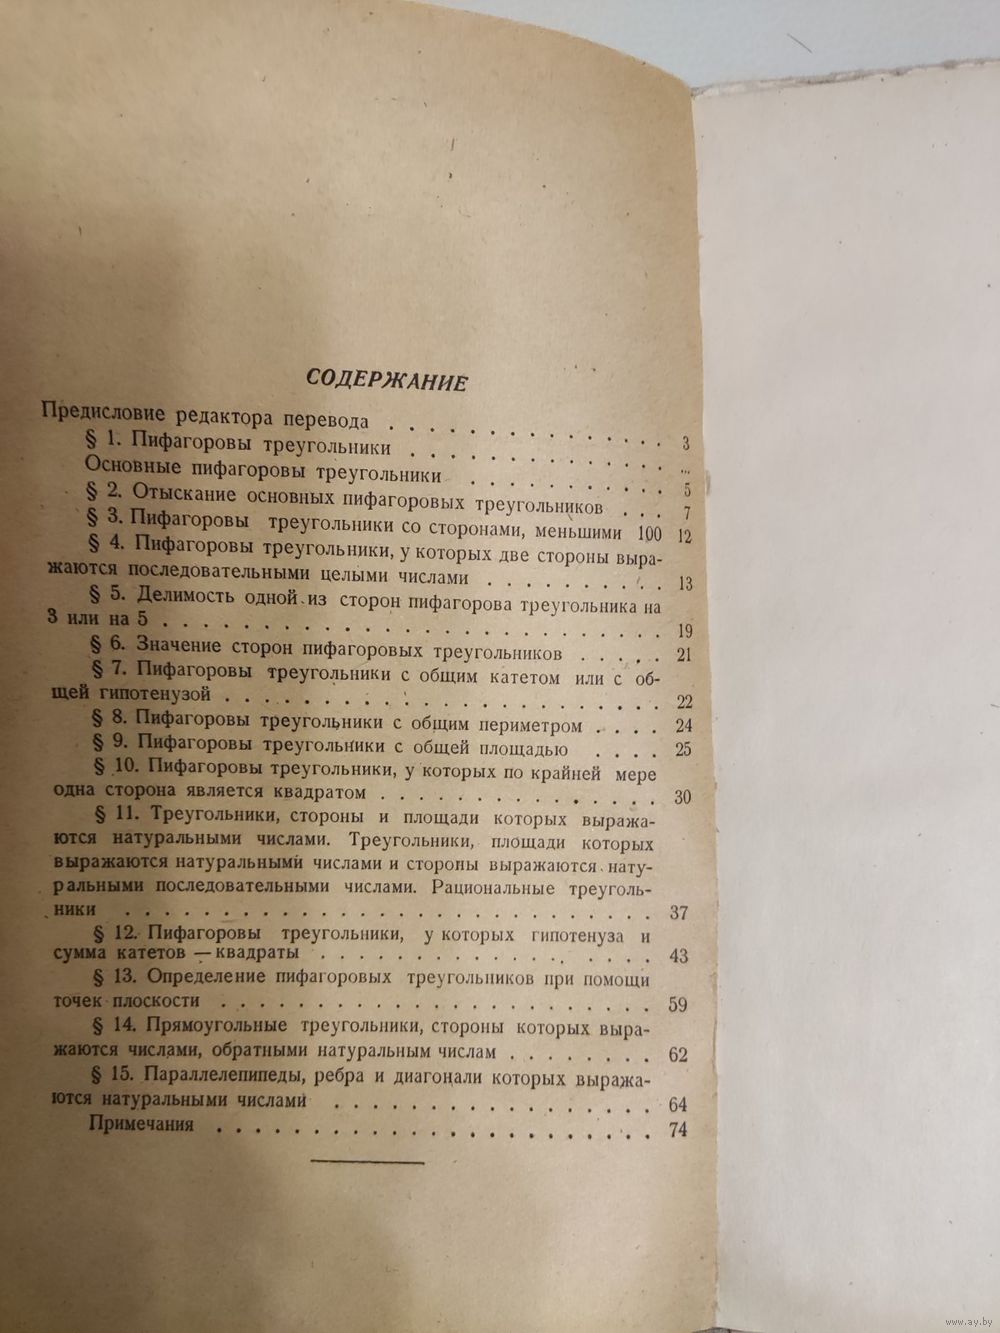 СОДЕРЖАНИЕ
Предисловие редактора перевода . . . . . . . . . . . . 3
§ 1. Пифагоровы треугольники . . . . . . . . . . . . ...
Основные пифагоровы треугольники . . . . . . . . . . 5
§ 2. Отыскание основных пифагоровых треугольников . . . 7
§ 3. Пифагоровы треугольники со сторонами, меньшими 100 12
§ 4. Пифагоровы треугольники, у которых две стороны выра-
жаются последовательными целыми числами . . . . . . . . 13
§ 5. Делимость одной из сторон пифагорова треугольника на
3 или на 5 . . . . . . . . . . . . . . . . . . . . 19
§ 6. Значение сторон пифагоровых треугольников . . . . . 21
§ 7. Пифагоровы треугольники с общим катетом или с об-
щей гипотенузой . . . . . . . . . . . . . . . . . . 22
§ 8. Пифагоровы треугольники с общим периметром . . . . 24
§ 9. Пифагоровы треугольники с общей площадью . . . . 25
§ 10. Пифагоровы треугольники, у которых по крайней мере
одна сторона является квадратом . . . . . . . . . . . . . 30
§ 11. Треугольники, стороны и площади которых выража-
ются натуральными числами. Треугольники, площади которых
выражаются натуральными числами и стороны выражаются нату-
ральными последовательными числами. Рациональные треуголь-
ники . . . . . . . . . . . . . . . . . . . . . 37
§ 12. Пифагоровы треугольники, у которых гипотенуза и
сумма катетов — квадраты . . . . . . . . . . . . . . 43
§ 13. Определение пифагоровых треугольников при помощи
точек плоскости . . . . . . . . . . . . . . . . . . 59
§ 14. Прямоугольные треугольники, стороны которых выра-
жаются числами, обратными натуральным числам . . . . . . . . 62
§ 15. Параллелепипеды, ребра и диагонали которых выража-
ются натуральными числами . . . . . . . . . . . . . . 64
Примечания . . . . . . . . . . . . . . . . . . . 74
www.ay.by